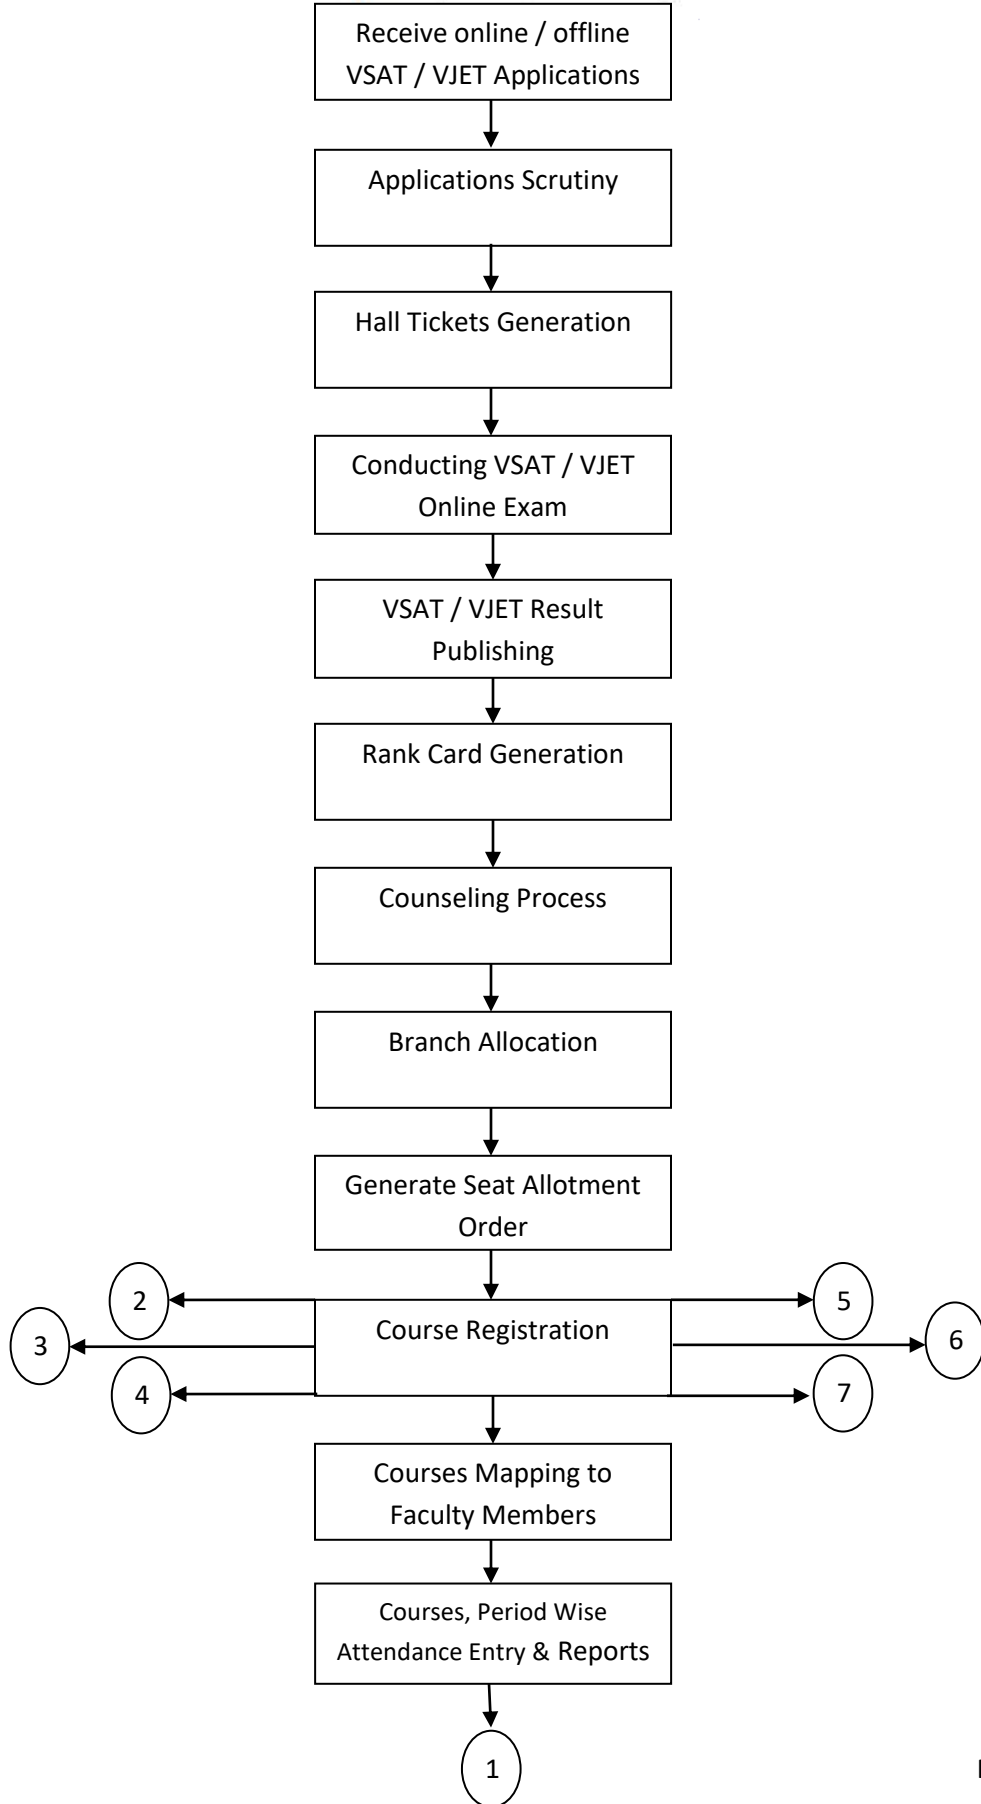 Receive online / offline
VSAT / VJET Applications
Applications Scrutiny
Hall Tickets Generation
Conducting VSAT / VJET
Online Exam
VSAT / VJET Result
Publishing
Rank Card Generation
Counseling Process
Branch Allocation
Generate Seat Allotment
Order
2
5
Course Registration
3
6
4
7
Courses Mapping to
Faculty Members
Courses, Period Wise
Attendance Entry & Reports
1